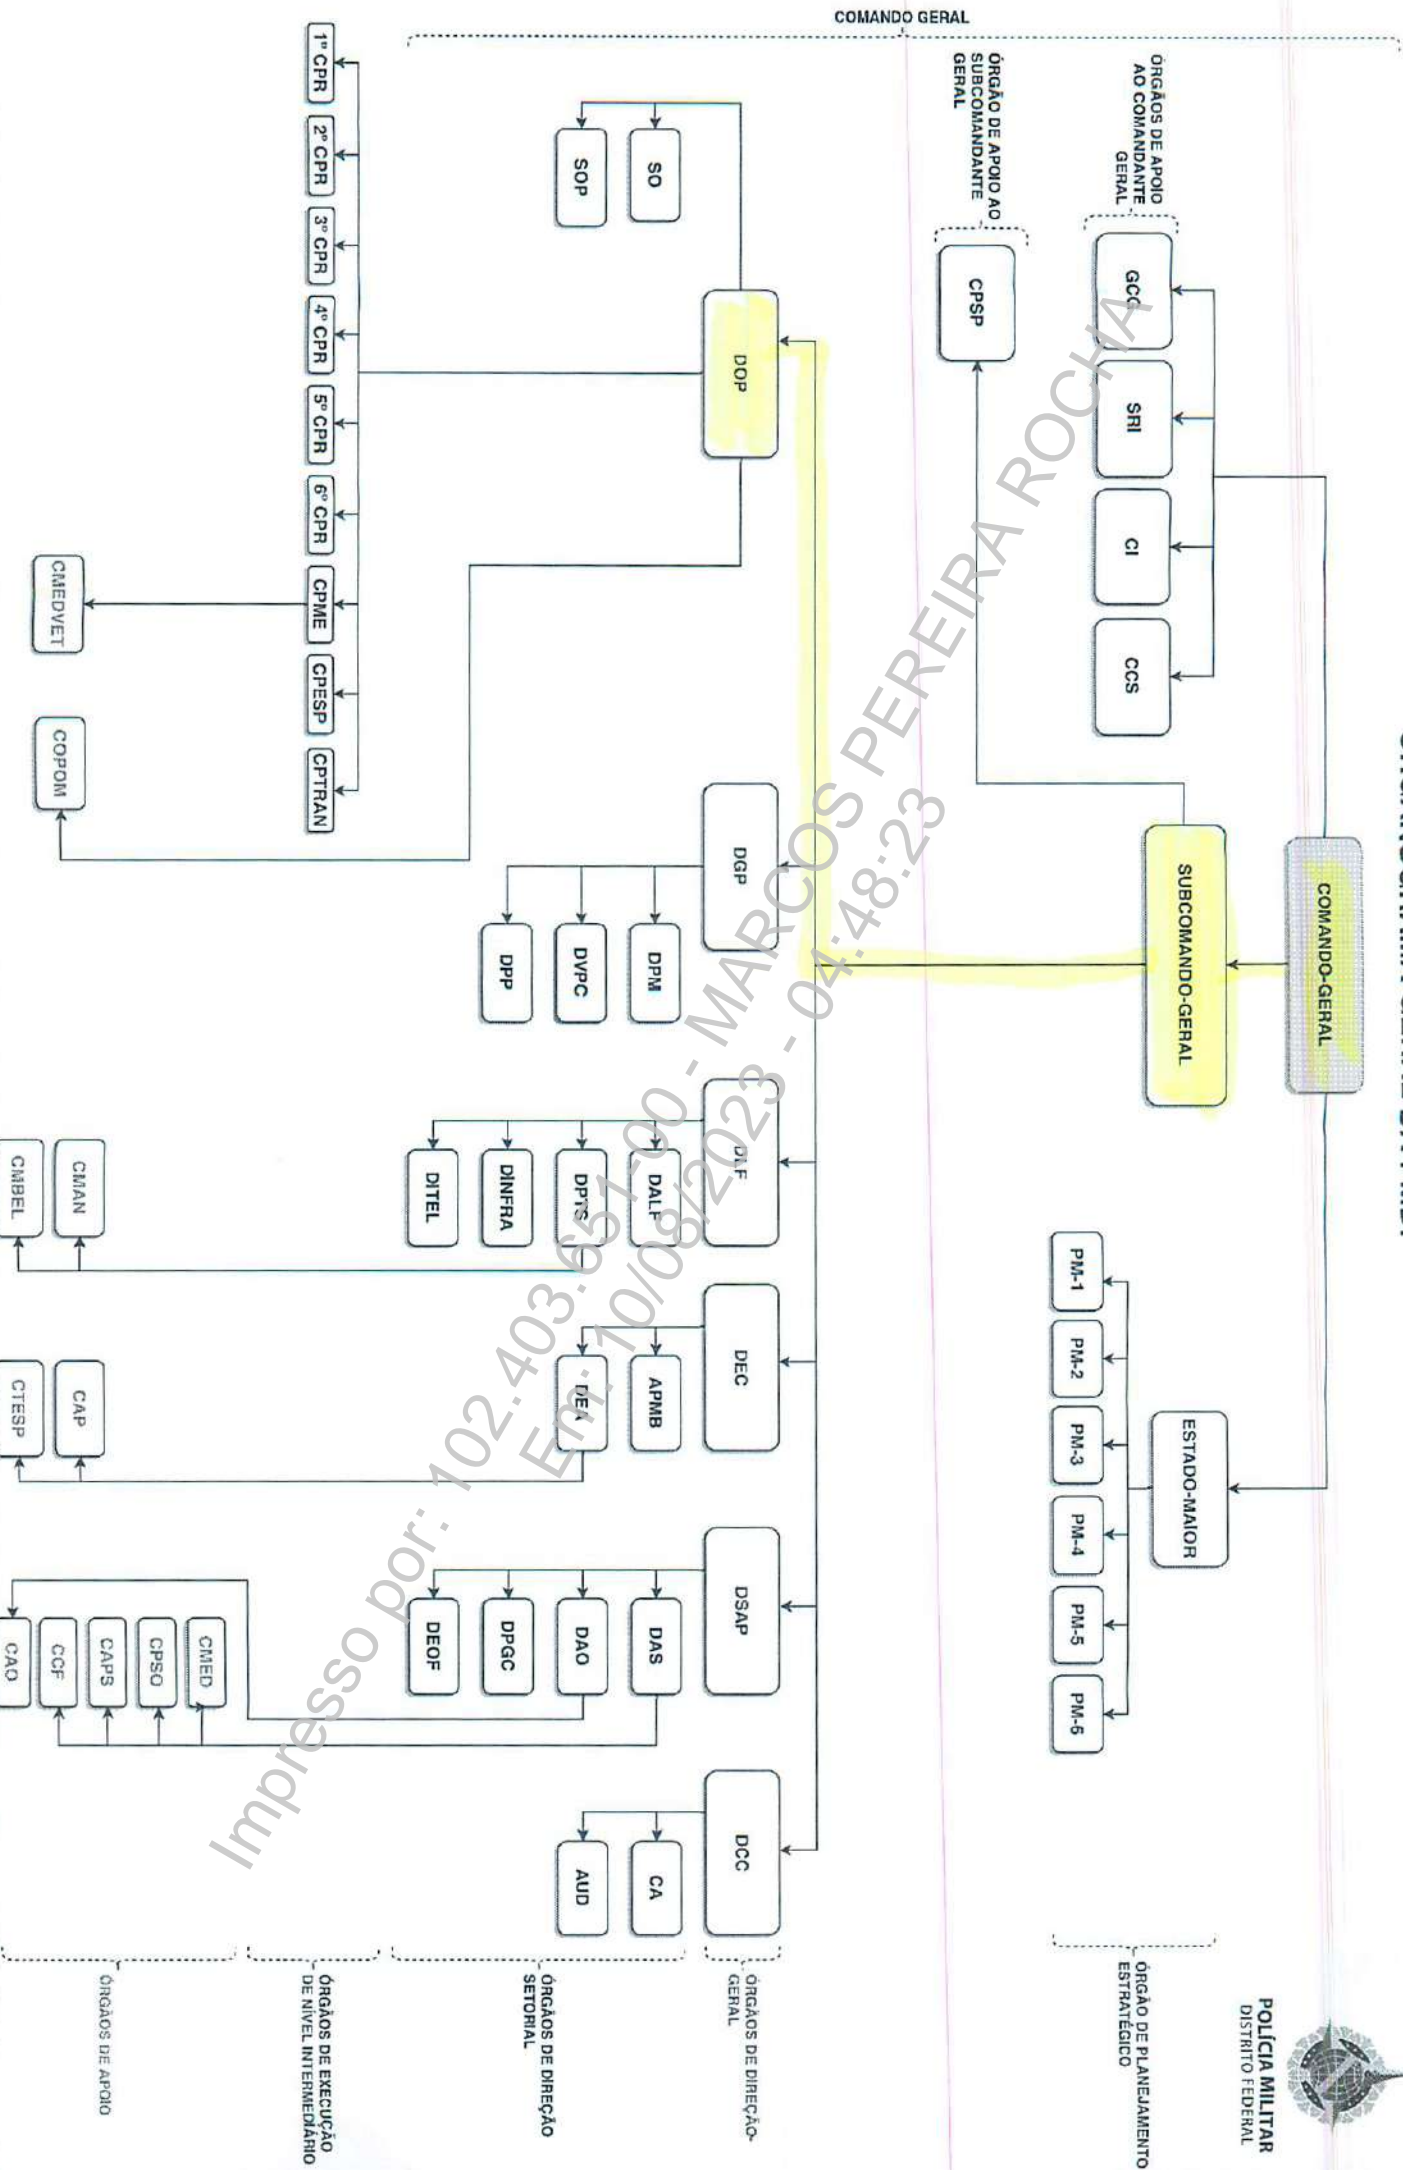 POLÍCIA MILITAR
DISTRITO FEDERAL
COMANDO GERAL
COMANDO-GERAL
SUBCOMANDO-GERAL
ESTADO-MAIOR
ÓRGÃOS DE APOIO
AO COMANDANTE
GERAL
GCG
SRI
CI
CCS
PM-1
PM-2
PM-3
PM-4
PM-5
PM-6
ÓRGÃO DE PLANEJAMENTO
ESTRATÉGICO
ÓRGÃO DE APOIO AO
SUBCOMANDANTE
GERAL
CPSP
DOP
DGP
DLF
DEC
DSAP
DCC
ÓRGÃOS DE DIREÇÃO-
GERAL
SO
SOP
DPM
DVPC
DPP
DALF
DPTS
DINFRA
DITEL
APMB
DEA
DAS
DAO
DPGC
DEOF
CA
AUD
ÓRGÃOS DE DIREÇÃO
SETORIAL
1º CPR
2º CPR
3º CPR
4º CPR
5º CPR
6º CPR
CPME
CPESP
CPTRAN
ÓRGÃOS DE EXECUÇÃO
DE NÍVEL INTERMEDIÁRIO
CMEDVET
COPOM
CMAN
CMBEL
CAP
CTESP
CMED
CPSO
CAPS
CCF
CAO
ÓRGÃOS DE APOIO
Impresso por: 102.403.651-00 - MARCOS PEREIRA ROCHA
Em: 10/08/2023 - 04:48:23